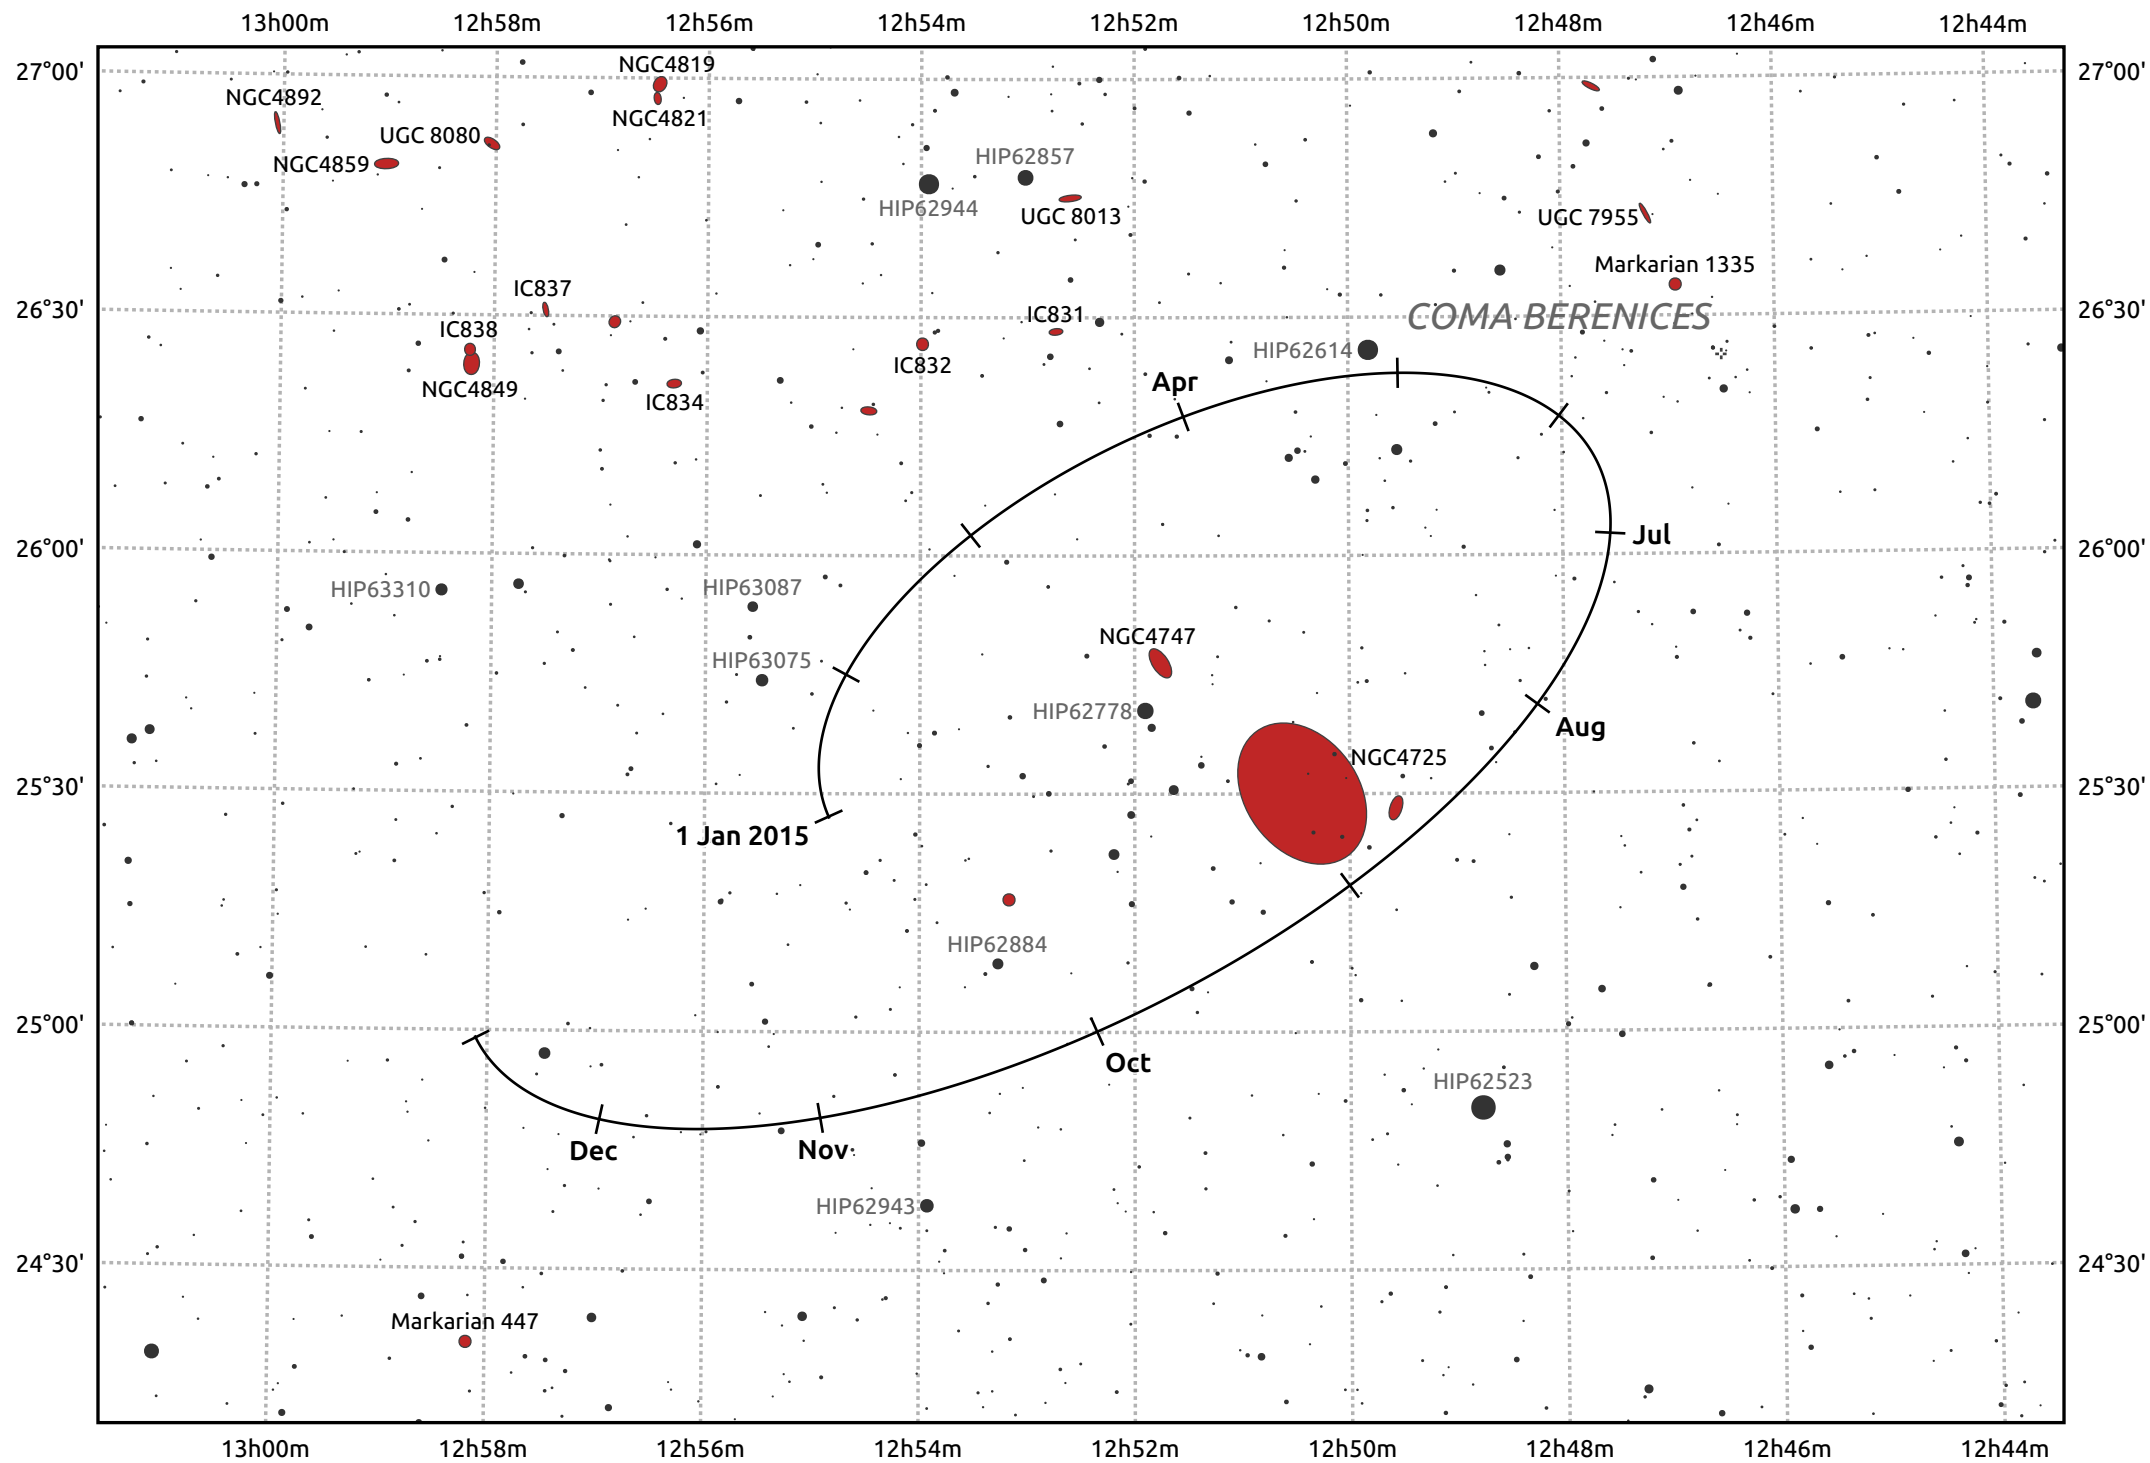 13h00m 12h58m 12h56m 12h54m 12h52m 12h50m 12h48m 12h46m 12h44m
27°00' 27°00'
NGC4819
NGC4892
NGC4821
UGC 8080
NGC4859
HIP62857
HIP62944
UGC 8013
UGC 7955
Markarian 1335
IC837
26°30' 26°30'
IC831
COMA BERENICES
IC838
HIP62614
IC832
NGC4849
Apr
IC834
Jul
26°00' 26°00'
HIP63310
HIP63087
NGC4747
HIP63075
HIP62778
Aug
NGC4725
25°30' 25°30'
1 Jan 2015
HIP62884
25°00' 25°00'
Oct
HIP62523
Dec
Nov
HIP62943
24°30' 24°30'
Markarian 447
13h00m 12h58m 12h56m 12h54m 12h52m 12h50m 12h48m 12h46m 12h44m